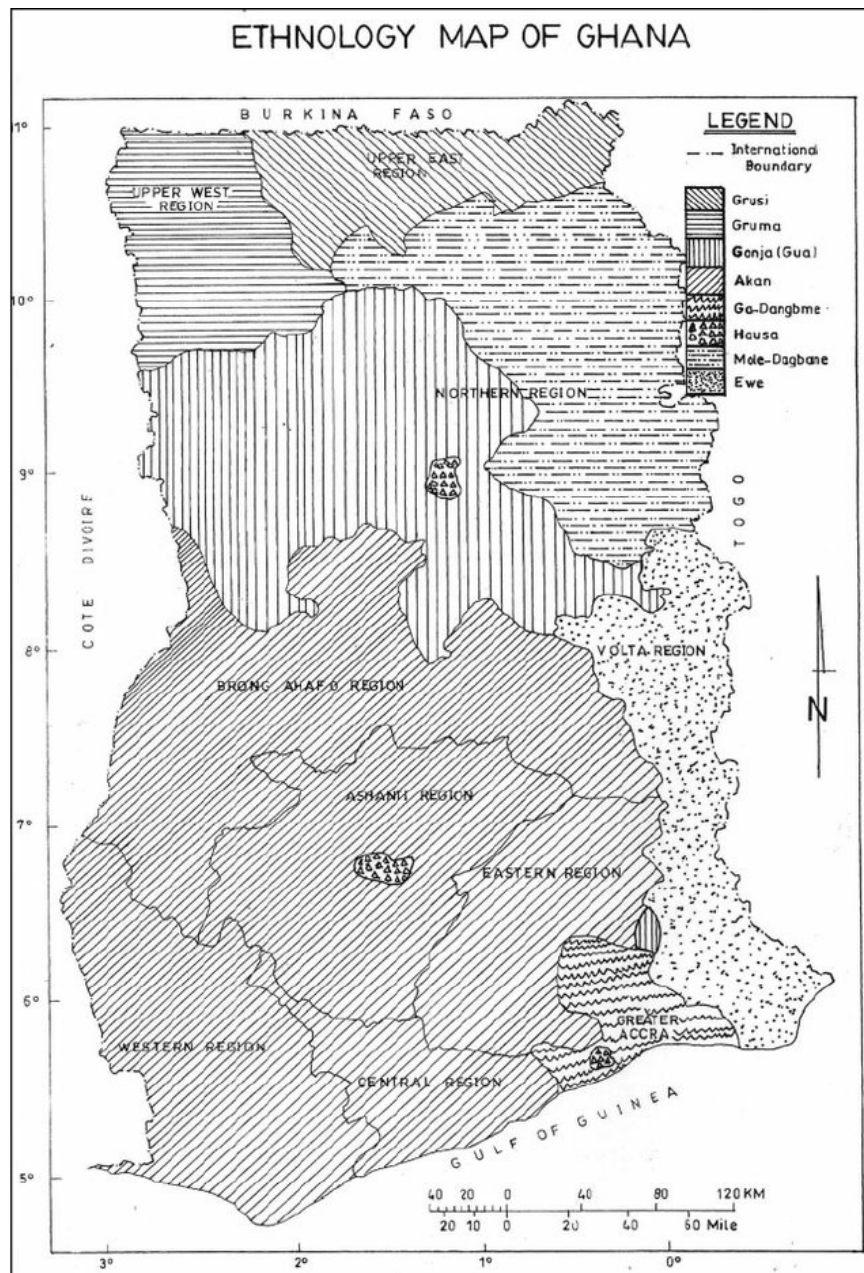 ETHNOLOGY MAP OF GHANA
BURKINA FASO
LEGEND
International
Boundary
Grusi
Gruma
Gonja (Gua)
Akan
Ga-Dangbme
Hausa
Mole-Dagbane
Ewe
11°
10°
9°
8°
7°
6°
5°
UPPER EAST
REGION
UPPER WEST
REGION
NORTHERN REGION
COTE DIVOIRE
TOGO
VOLTA REGION
BRONG AHAFO REGION
N
ASHANTI REGION
EASTERN REGION
GREATER
ACCRA
WESTERN REGION
CENTRAL REGION
GULF OF GUINEA
40 20 0 40 80 120 KM
20 10 0 20 40 60 Mile
3° 2° 1° 0°